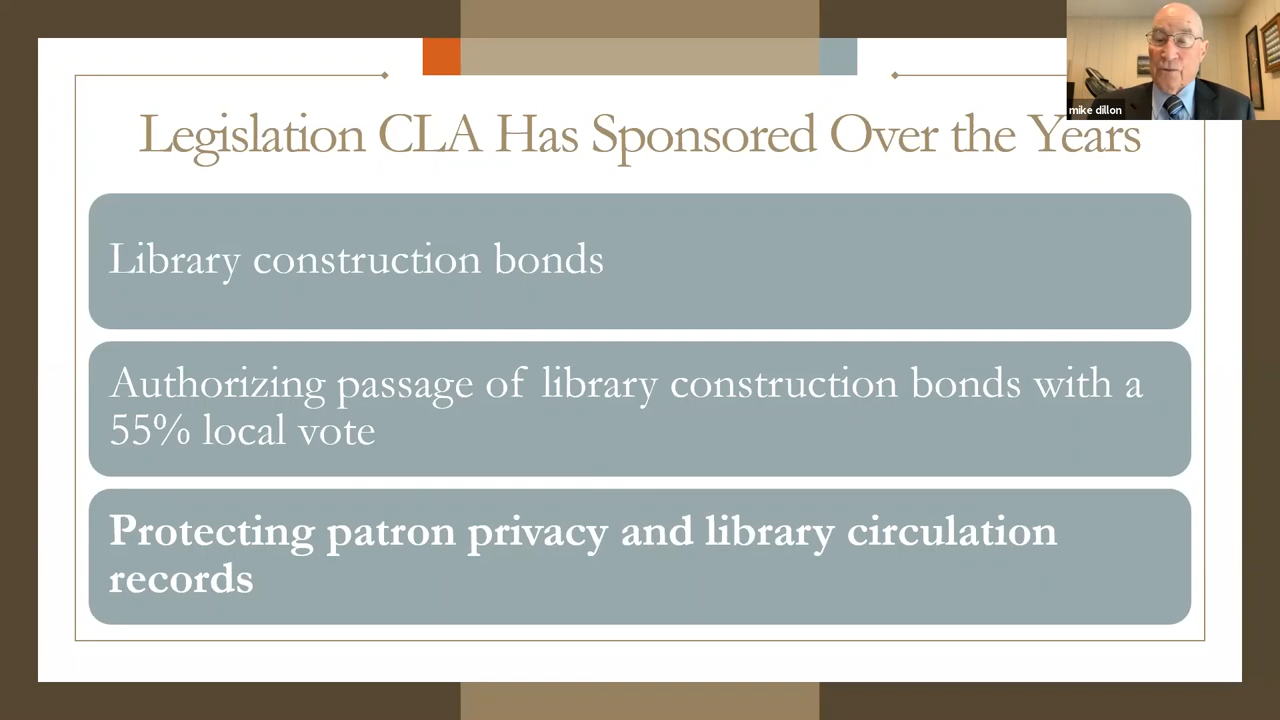 mike dillon
Legislation CLA Has Sponsored Over the Years
Library construction bonds
Authorizing passage of library construction bonds with a
55% local vote
Protecting patron privacy and library circulation
records